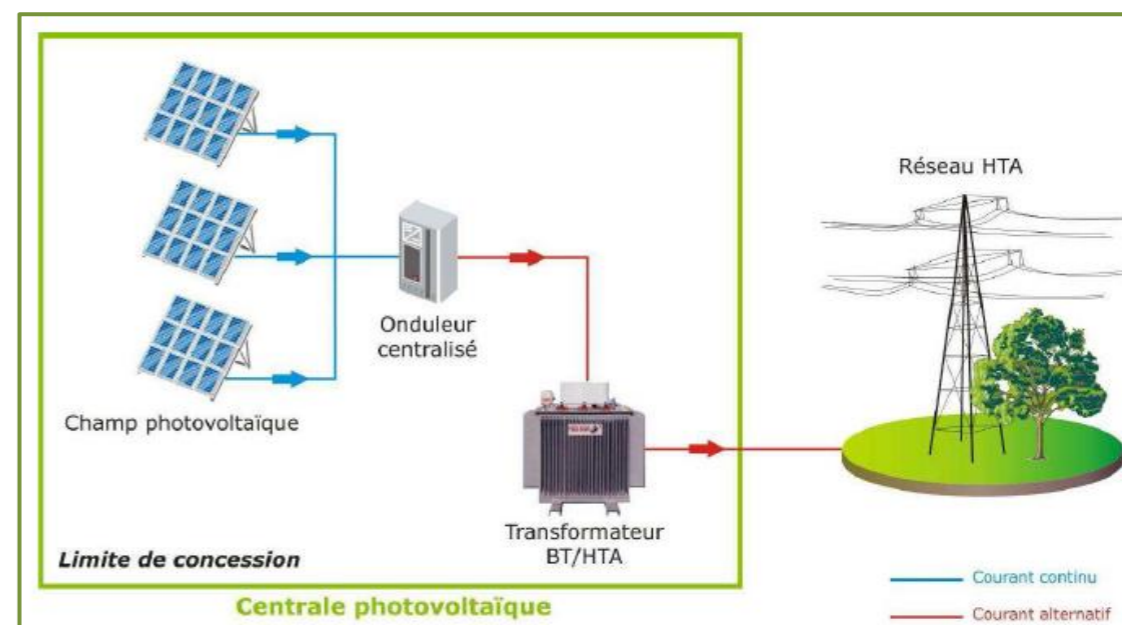 Réseau HTA
Onduleur
centralisé
Champ photovoltaïque
Transformateur
BT/HTA
Limite de concession
Centrale photovoltaïque
Courant continu
Courant alternatif